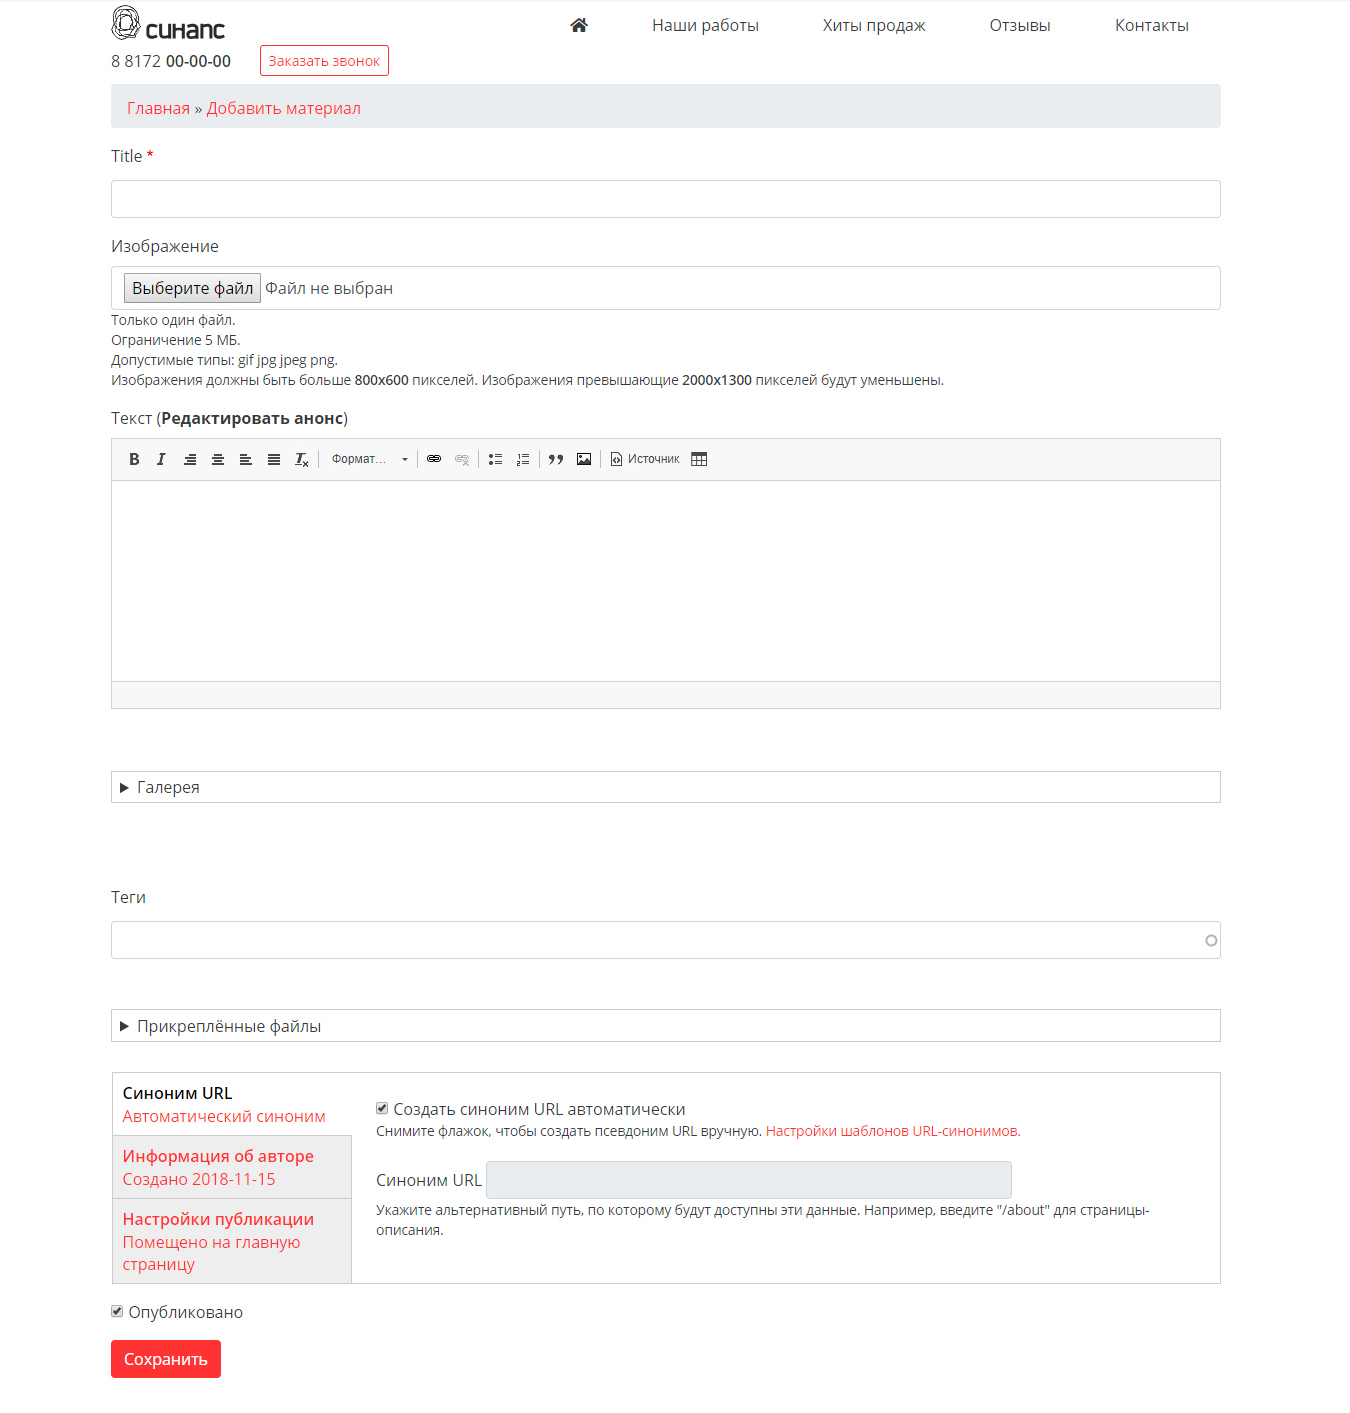 синапс
Наши работы Хиты продаж Отзывы Контакты
8 8172 00-00-00 Заказать звонок
Главная » Добавить материал
Title *
Изображение
Выберите файл Файл не выбран
Только один файл.
Ограничение 5 МБ.
Допустимые типы: gif jpg jpeg png.
Изображения должны быть больше 800x600 пикселей. Изображения превышающие 2000x1300 пикселей будут уменьшены.
Текст (Редактировать анонс)
Формат... Источник
Галерея
Теги
Прикреплённые файлы
Синоним URL
Автоматический синоним
Информация об авторе
Создано 2018-11-15
Настройки публикации
Помещено на главную
страницу
Создать синоним URL автоматически
Снимите флажок, чтобы создать псевдоним URL вручную. Настройки шаблонов URL-синонимов.
Синоним URL
Укажите альтернативный путь, по которому будут доступны эти данные. Например, введите "/about" для страницы-
описания.
Опубликовано
Сохранить